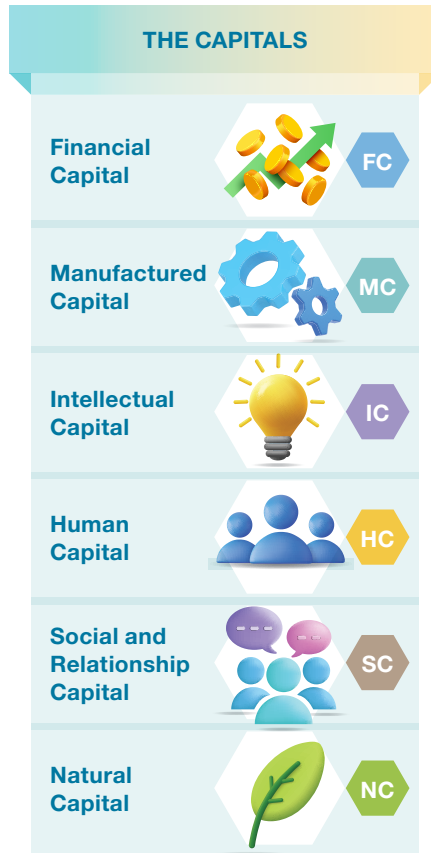 THE CAPITALS
Financial
Capital
FC
Manufactured
Capital
MC
Intellectual
Capital
IC
Human
Capital
HC
Social and
Relationship
Capital
SC
Natural
Capital
NC